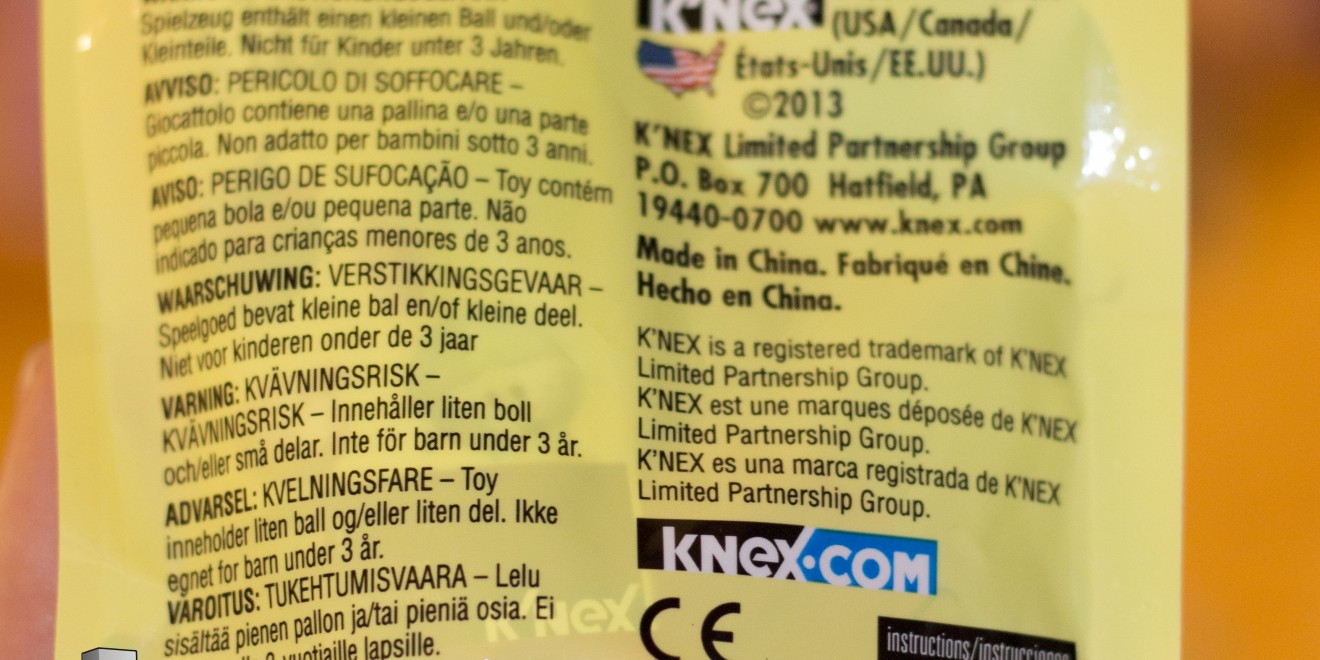 Spielzeug enthält einen kleinen Ball und/oder
Kleinteile. Nicht für Kinder unter 3 Jahren.
AVVISO: PERICOLO DI SOFFOCARE –
Giocattolo contiene una pallina e/o una parte
piccola. Non adatto per bambini sotto 3 anni.
AVISO: PERIGO DE SUFOCAÇÃO – Toy contém
pequena bola e/ou pequena parte. Não
indicado para crianças menores de 3 anos.
WAARSCHUWING: VERSTIKKINGSGEVAAR –
Speelgoed bevat kleine bal en/of kleine deel.
Niet voor kinderen onder de 3 jaar
VARNING: KVÄVNINGSRISK –
KVÄVNINGSRISK – Innehåller liten boll
och/eller små delar. Inte för barn under 3 år.
ADVARSEL: KVELNINGSFARE – Toy
inneholder liten ball og/eller liten del. Ikke
egnet for barn under 3 år.
VAROITUS: TUKEHTUMISVAARA – Lelu
sisältää pienen pallon ja/tai pieniä osia. Ei
lapsille.
K'NEX
(USA/Canada/
États-Unis/EE.UU.)
©2013
K'NEX Limited Partnership Group
P.O. Box 700 Hatfield, PA
19440-0700 www.knex.com
Made in China. Fabriqué en Chine.
Hecho en China.
K'NEX is a registered trademark of K'NEX
Limited Partnership Group.
K'NEX est une marques déposée de K'NEX
Limited Partnership Group.
K'NEX es una marca registrada de K'NEX
Limited Partnership Group.
KNEX.COM
CE
instructions/instrucciones
K'NEX